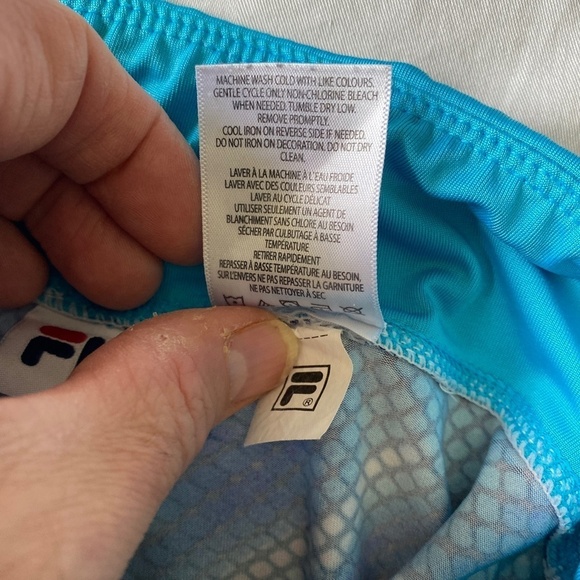 MACHINE WASH COLD WITH LIKE COLOURS.
GENTLE CYCLE ONLY NON-CHLORINE BLEACH
WHEN NEEDED. TUMBLE DRY LOW.
REMOVE PROMPTLY.
COOL IRON ON REVERSE SIDE IF NEEDED.
DO NOT IRON ON DECORATION. DO NOT DRY
CLEAN.
LAVER À LA MACHINE À L'EAU FROIDE
LAVER AVEC DES COULEURS SEMBLABLES
LAVER AU CYCLE DÉLICAT
UTILISER SEULEMENT UN AGENT DE
BLANCHIMENT SANS CHLORE AU BESOIN
SÉCHER PAR CULBUTAGE À BASSE
TEMPÉRATURE
RETIRER RAPIDEMENT
REPASSER À BASSE TEMPÉRATURE AU BESOIN,
SUR L'ENVERS NE PAS REPASSER LA GARNITURE
NE PAS NETTOYER À SEC
F
F
®